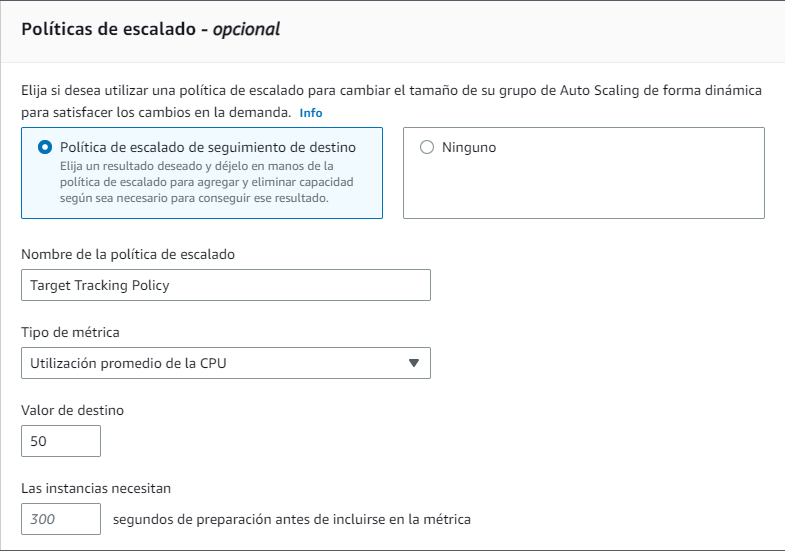 Políticas de escalado - opcional
Elija si desea utilizar una política de escalado para cambiar el tamaño de su grupo de Auto Scaling de forma dinámica
para satisfacer los cambios en la demanda. Info
Política de escalado de seguimiento de destino
Elija un resultado deseado y déjelo en manos de la
política de escalado para agregar y eliminar capacidad
según sea necesario para conseguir ese resultado.
Ninguno
Nombre de la política de escalado
Target Tracking Policy
Tipo de métrica
Utilización promedio de la CPU
Valor de destino
50
Las instancias necesitan
300 segundos de preparación antes de incluirse en la métrica